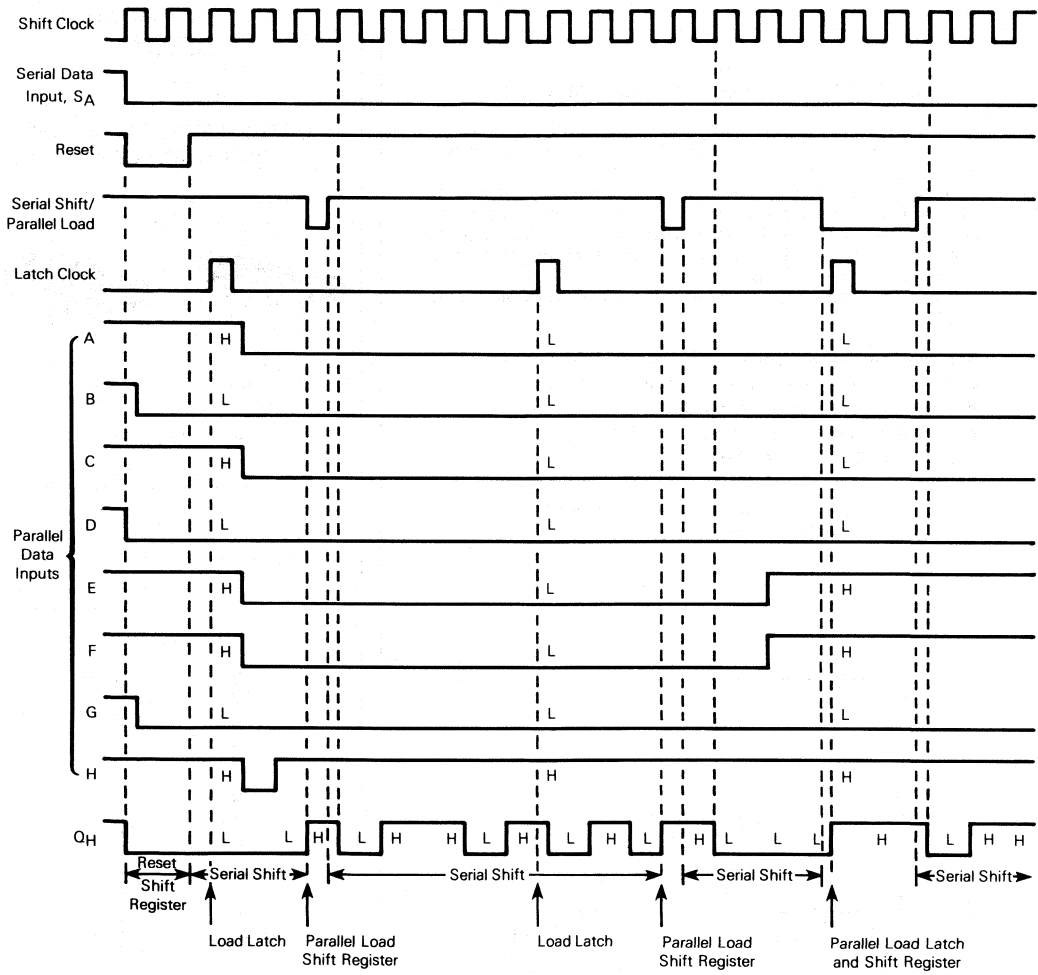 Shift Clock
Serial Data
Input, SA
Reset
Serial Shift/
Parallel Load
Latch Clock
A H L L
B L L L
C H L L
Parallel
Data
Inputs
D L L L
E H L H
F H L H
G L L L
H H H H
QH L L H L H H L H L H L H L L L H L H H
Reset
Shift
Register
Serial Shift
Serial Shift
Serial Shift
Serial Shift
Load Latch
Parallel Load
Shift Register
Load Latch
Parallel Load
Shift Register
Parallel Load Latch
and Shift Register